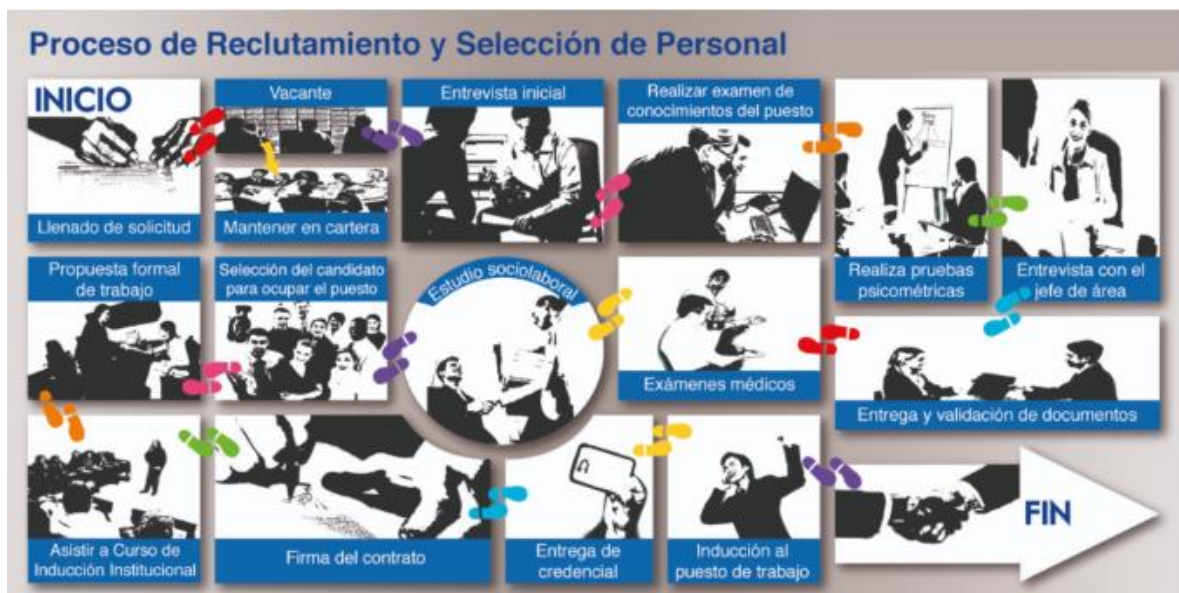 Proceso de Reclutamiento y Selección de Personal
INICIO
Llenado de solicitud
Vacante
Mantener en cartera
Entrevista inicial
Realizar examen de
conocimientos del puesto
Realiza pruebas
psicométricas
Entrevista con el
jefe de área
Entrega y validación de documentos
Exámenes médicos
Estudio sociolaboral
Selección del candidato
para ocupar el puesto
Propuesta formal
de trabajo
Asistir a Curso de
Inducción Institucional
Firma del contrato
Entrega de
credencial
Inducción al
puesto de trabajo
FIN